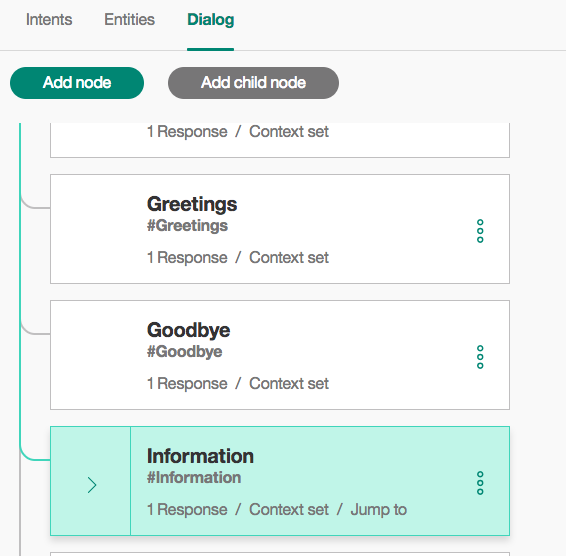 Intents Entities Dialog
Add node Add child node
1 Response / Context set
Greetings
#Greetings
1 Response / Context set
Goodbye
#Goodbye
1 Response / Context set
Information
#Information
1 Response / Context set / Jump to